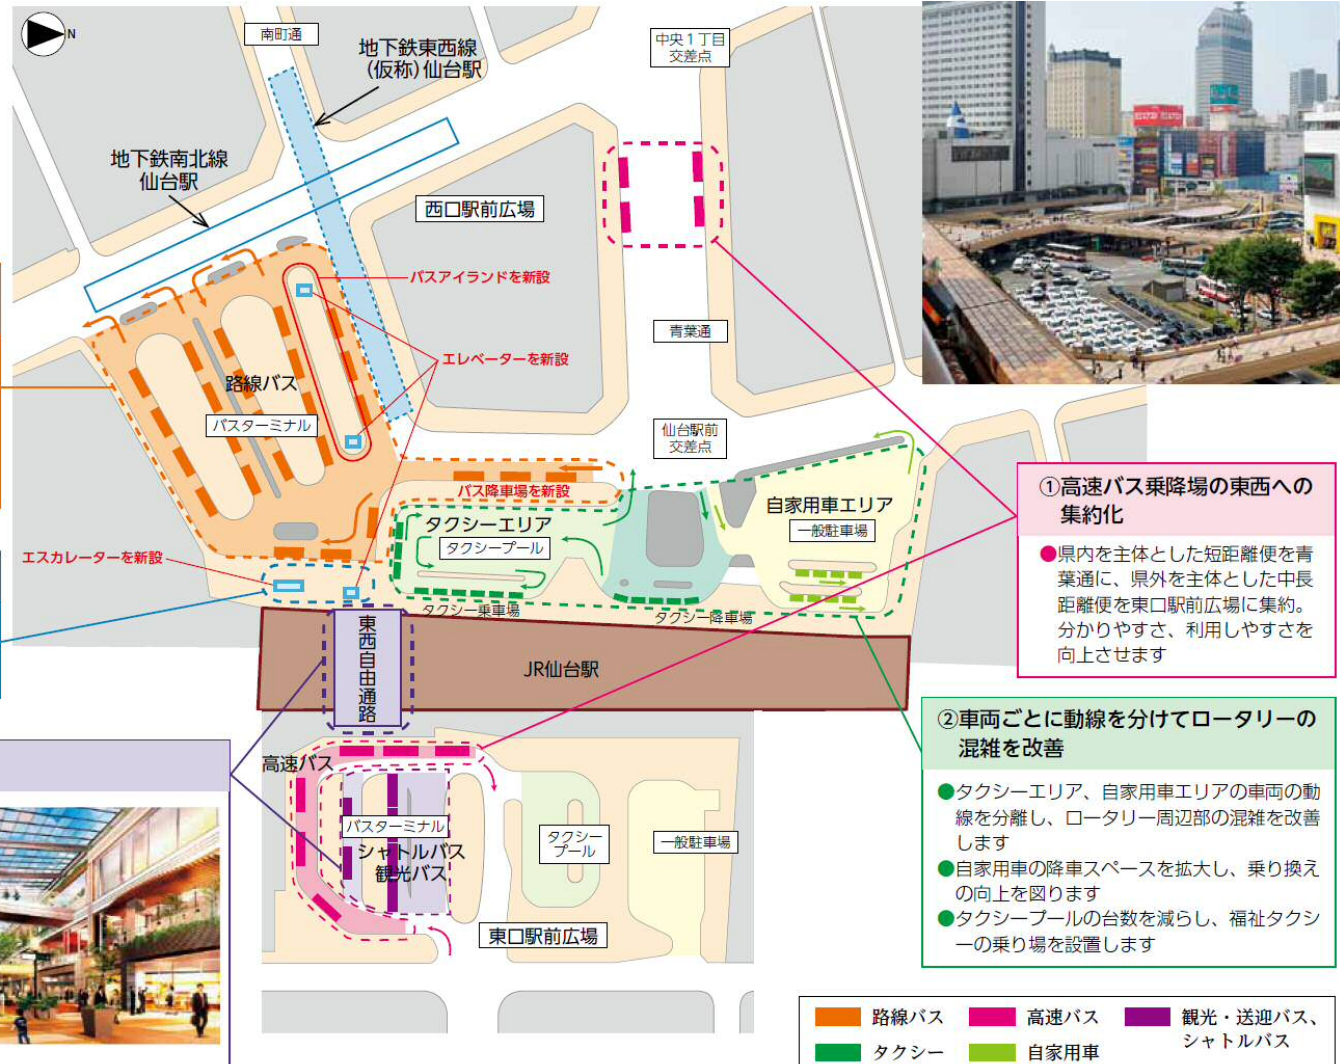 N
南町通
地下鉄東西線
(仮称)仙台駅
中央1丁目
交差点
地下鉄南北線
仙台駅
西口駅前広場
バスアイランドを新設
青葉通
エレベーターを新設
路線バス
バスターミナル
仙台駅前
交差点
バス降車場を新設
自家用車エリア
一般駐車場
タクシーエリア
タクシープール
エスカレーターを新設
タクシー乗車場
タクシー降車場
東西自由通路
JR仙台駅
①高速バス乗降場の東西への
集約化
●県内を主体とした短距離便を青
葉通に、県外を主体とした中長
距離便を東口駅前広場に集約。
分かりやすさ、利用しやすさを
向上させます
②車両ごとに動線を分けてロータリーの
混雑を改善
●タクシーエリア、自家用車エリアの車両の動
線を分離し、ロータリー周辺部の混雑を改善
します
●自家用車の降車スペースを拡大し、乗り換え
の向上を図ります
●タクシープールの台数を減らし、福祉タクシ
ーの乗り場を設置します
高速バス
バスターミナル
シャトルバス
観光バス
タクシー
プール
一般駐車場
東口駅前広場
路線バス
高速バス
観光・送迎バス、
シャトルバス
タクシー
自家用車